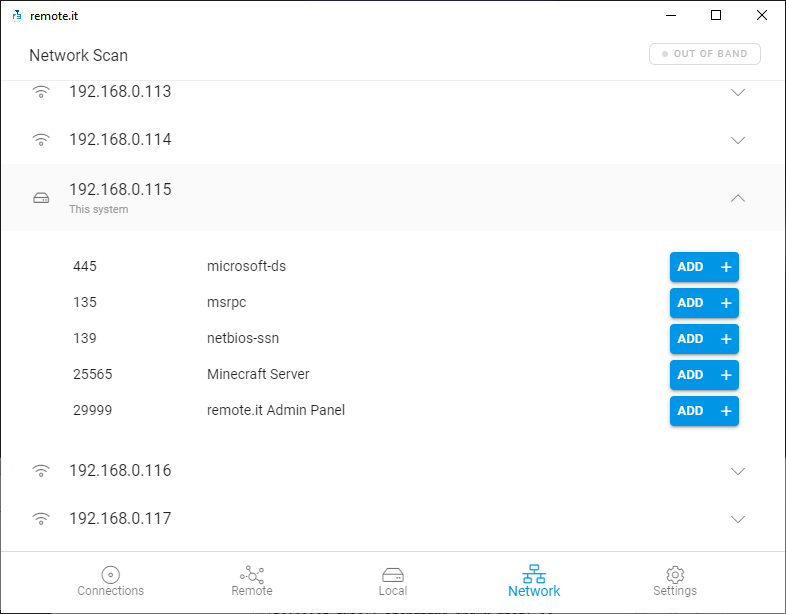 remote.it
Network Scan
OUT OF BAND
192.168.0.113
192.168.0.114
192.168.0.115
This system
445 microsoft-ds ADD +
135 msrpc ADD +
139 netbios-ssn ADD +
25565 Minecraft Server ADD +
29999 remote.it Admin Panel ADD +
192.168.0.116
192.168.0.117
Connections Remote Local Network Settings